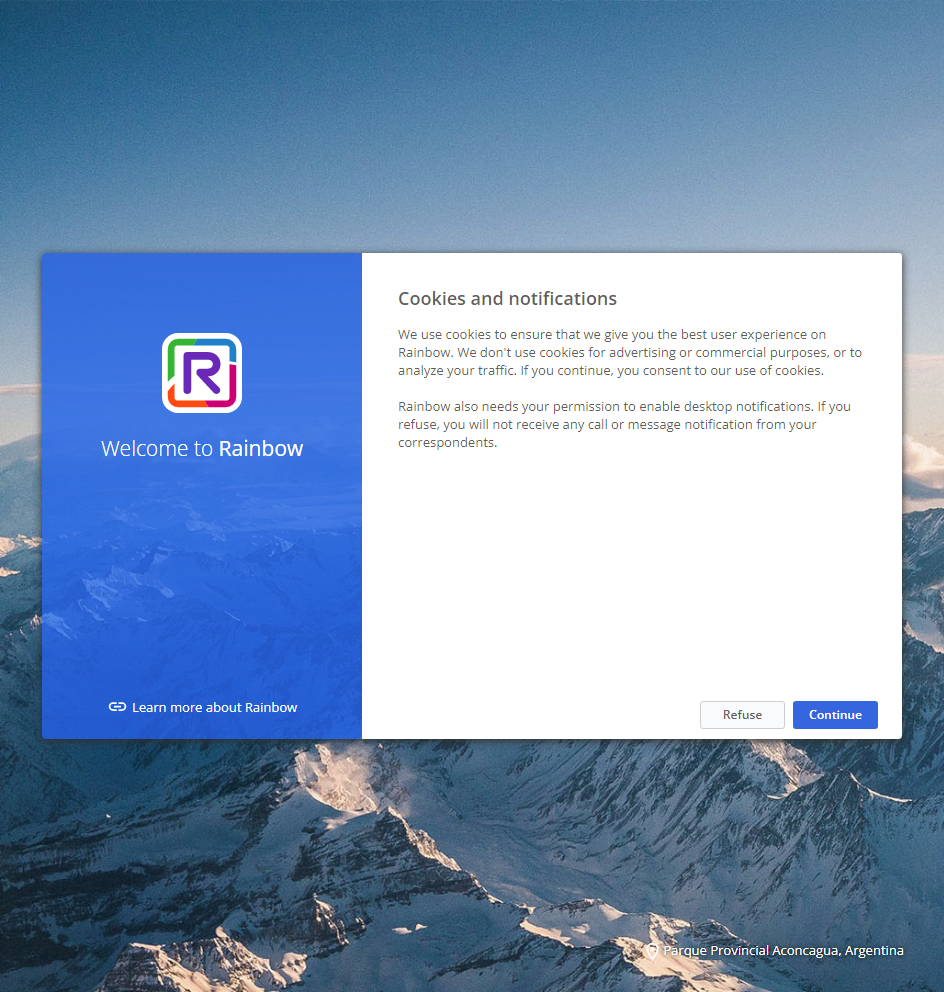 R
Welcome to Rainbow
Learn more about Rainbow
Cookies and notifications
We use cookies to ensure that we give you the best user experience on
Rainbow. We don't use cookies for advertising or commercial purposes, or to
analyze your traffic. If you continue, you consent to our use of cookies.
Rainbow also needs your permission to enable desktop notifications. If you
refuse, you will not receive any call or message notification from your
correspondents.
Refuse
Continue
Parque Provincial Aconcagua, Argentina